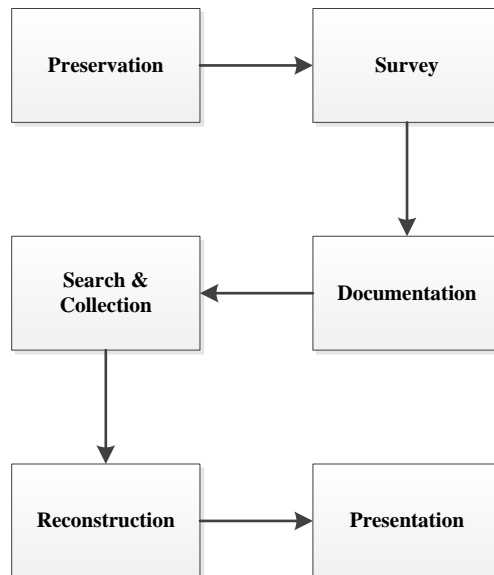 Preservation
Survey
Documentation
Search &
Collection
Reconstruction
Presentation